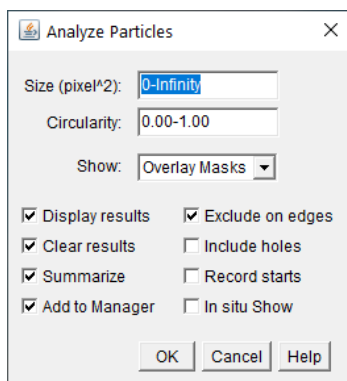 Analyze Particles
Size (pixel^2): 0-Infinity
Circularity: 0.00-1.00
Show: Overlay Masks
Display results Exclude on edges
Clear results Include holes
Summarize Record starts
Add to Manager In situ Show
OK Cancel Help